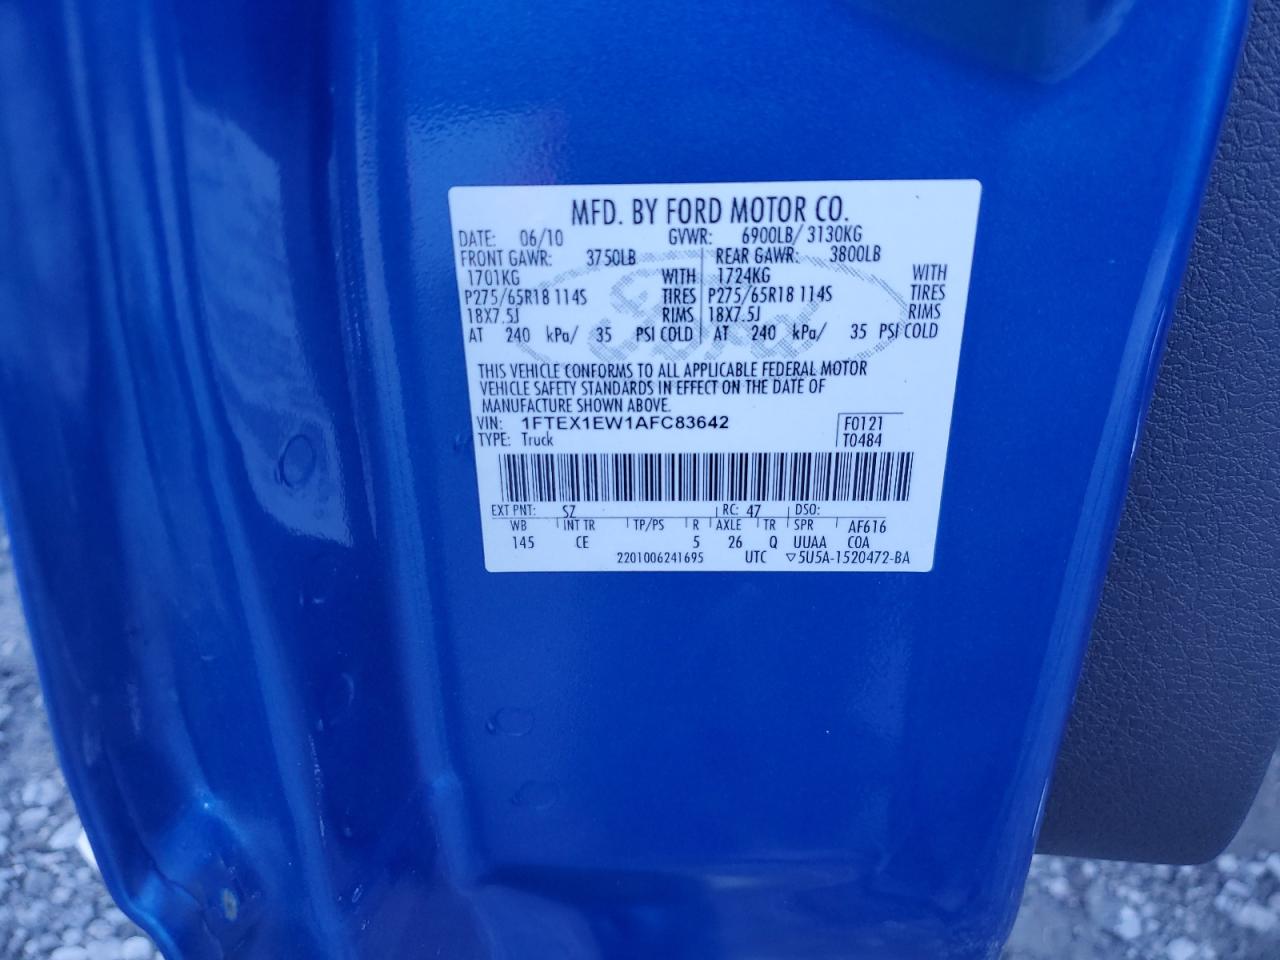 MFD. BY FORD MOTOR CO.
DATE: 06/10 GVWR: 6900LB/ 3130KG
FRONT GAWR: 3750LB REAR GAWR: 3800LB
1701KG WITH 1724KG WITH
P275/65R18 114S TIRES P275/65R18 114S TIRES
18X7.5J RIMS 18X7.5J RIMS
AT 240 kPa/ 35 PSI COLD AT 240 kPa/ 35 PSI COLD
THIS VEHICLE CONFORMS TO ALL APPLICABLE FEDERAL MOTOR
VEHICLE SAFETY STANDARDS IN EFFECT ON THE DATE OF
MANUFACTURE SHOWN ABOVE.
VIN: 1FTEX1EW1AFC83642 F0121
TYPE: Truck T0484
EXT PNT: SZ RC: 47 DSO:
WB INT TR TP/PS R AXLE TR SPR AF616
145 CE 5 26 Q UUAA COA
2201006241695 UTC ▽5U5A-1520472-BA